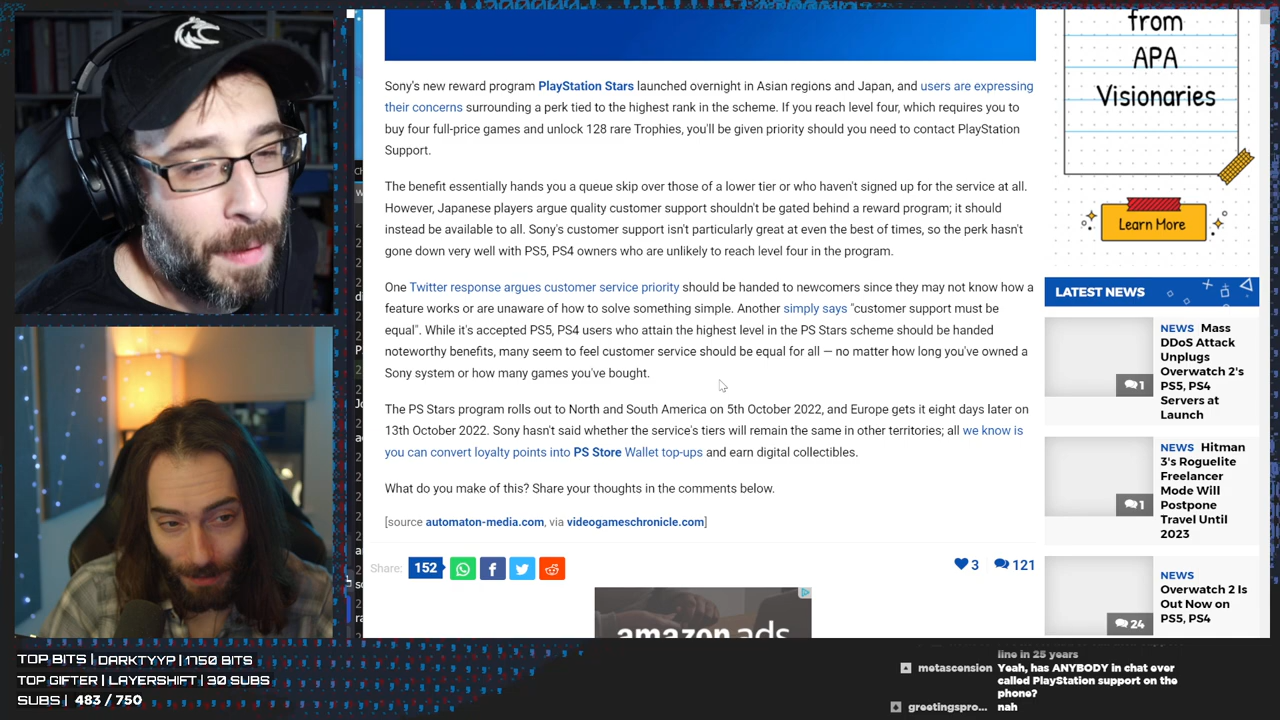 Sony's new reward program PlayStation Stars launched overnight in Asian regions and Japan, and users are expressing
their concerns surrounding a perk tied to the highest rank in the scheme. If you reach level four, which requires you to
buy four full-price games and unlock 128 rare Trophies, you'll be given priority should you need to contact PlayStation
Support.
The benefit essentially hands you a queue skip over those of a lower tier or who haven't signed up for the service at all.
However, Japanese players argue quality customer support shouldn't be gated behind a reward program; it should
instead be available to all. Sony's customer support isn't particularly great at even the best of times, so the perk hasn't
gone down very well with PS5, PS4 owners who are unlikely to reach level four in the program.
One Twitter response argues customer service priority should be handed to newcomers since they may not know how a
feature works or are unaware of how to solve something simple. Another simply says "customer support must be
equal". While it's accepted PS5, PS4 users who attain the highest level in the PS Stars scheme should be handed
noteworthy benefits, many seem to feel customer service should be equal for all — no matter how long you've owned a
Sony system or how many games you've bought.
The PS Stars program rolls out to North and South America on 5th October 2022, and Europe gets it eight days later on
13th October 2022. Sony hasn't said whether the service's tiers will remain the same in other territories; all we know is
you can convert loyalty points into PS Store Wallet top-ups and earn digital collectibles.
What do you make of this? Share your thoughts in the comments below.
[source automaton-media.com, via videogameschronicle.com]
Share: 152
3 121
amazon ads
from
APA
Visionaries
Learn More
LATEST NEWS
NEWS Mass
DDoS Attack
Unplugs
Overwatch 2's
PS5, PS4
Servers at
Launch
1
NEWS Hitman
3's Roguelite
Freelancer
Mode Will
Postpone
Travel Until
2023
1
NEWS
Overwatch 2 Is
Out Now on
PS5, PS4
24
TOP BITS | DARKTYYP | 1750 BITS
TOP GIFTER | LAYERSHIFT | 30 SUBS
SUBS | 483 / 750
line in 25 years
metascension Yeah, has ANYBODY in chat ever
called PlayStation support on the
phone?
greetingspro... nah